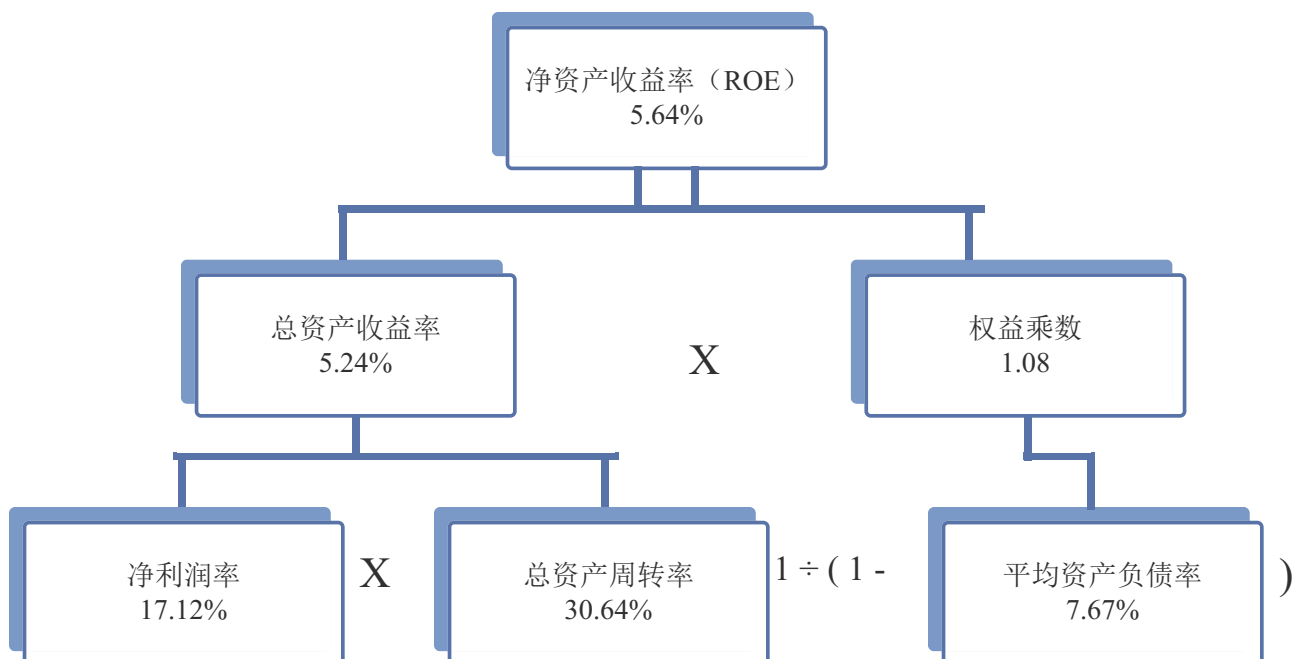 净资产收益率（ROE）
5.64%
总资产收益率
5.24%
X
权益乘数
1.08
净利润率
17.12%
X
总资产周转率
30.64%
1 ÷ ( 1 -
平均资产负债率
7.67%
)